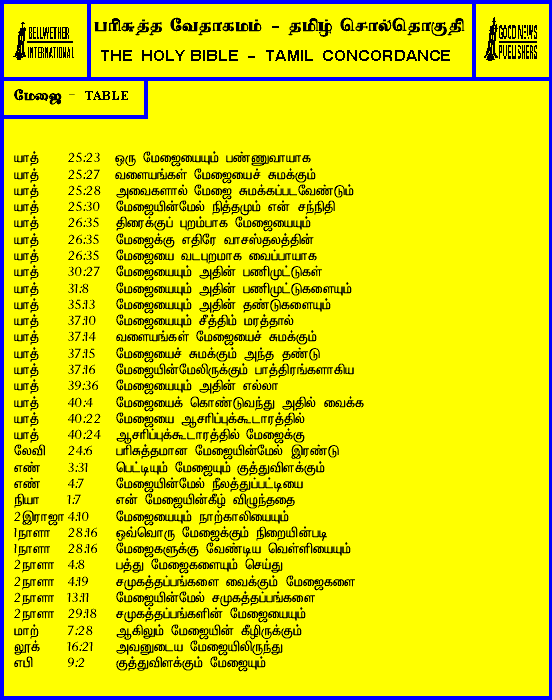 BELLWETHER
INTERNATIONAL
பரிசுத்த வேதாகமம் - தமிழ் சொல்தொகுதி
THE HOLY BIBLE - TAMIL CONCORDANCE
GOOD NEWS
PUBLISHERS
மேஜை - TABLE
யாத் 25:23 ஒரு மேஜையையும் பண்ணுவாயாக
யாத் 25:27 வளையங்கள் மேஜையைச் சுமக்கும்
யாத் 25:28 அவைகளால் மேஜை சுமக்கப்படவேண்டும்
யாத் 25:30 மேஜையின்மேல் நித்தமும் என் சந்நிதி
யாத் 26:35 திரைக்குப் புறம்பாக மேஜையையும்
யாத் 26:35 மேஜைக்கு எதிரே வாசஸ்தலத்தின்
யாத் 26:35 மேஜையை வடபுறமாக வைப்பாயாக
யாத் 30:27 மேஜையையும் அதின் பணிமுட்டுகள்
யாத் 31:8 மேஜையையும் அதின் பணிமுட்டுகளையும்
யாத் 35:13 மேஜையையும் அதின் தண்டுகளையும்
யாத் 37:10 மேஜையையும் சீத்திம் மரத்தால்
யாத் 37:14 வளையங்கள் மேஜையைச் சுமக்கும்
யாத் 37:15 மேஜையைச் சுமக்கும் அந்த தண்டு
யாத் 37:16 மேஜையின்மேலிருக்கும் பாத்திரங்களாகிய
யாத் 39:36 மேஜையையும் அதின் எல்லா
யாத் 40:4 மேஜையைக் கொண்டுவந்து அதில் வைக்க
யாத் 40:22 மேஜையை ஆசரிப்புக்கூடாரத்தில்
யாத் 40:24 ஆசரிப்புக்கூடாரத்தில் மேஜைக்கு
லேவி 24:6 பரிசுத்தமான மேஜையின்மேல் இரண்டு
எண் 3:31 பெட்டியும் மேஜையும் குத்துவிளக்கும்
எண் 4:7 மேஜையின்மேல் நீலத்துப்பட்டியை
நியா 1:7 என் மேஜையின்கீழ் விழுந்ததை
2இராஜா 4:10 மேஜையையும் நாற்காலியையும்
1நாளா 28:16 ஒவ்வொரு மேஜைக்கும் நிறையின்படி
1நாளா 28:16 மேஜைகளுக்கு வேண்டிய வெள்ளியையும்
2நாளா 4:8 பத்து மேஜைகளையும் செய்து
2நாளா 4:19 சமுகத்தப்பங்களை வைக்கும் மேஜைகளை
2நாளா 13:11 மேஜையின்மேல் சமுகத்தப்பங்களை
2நாளா 29:18 சமுகத்தப்பங்களின் மேஜையையும்
மாற் 7:28 ஆகிலும் மேஜையின் கீழிருக்கும்
லூக் 16:21 அவனுடைய மேஜையிலிருந்து
எபி 9:2 குத்துவிளக்கும் மேஜையும்